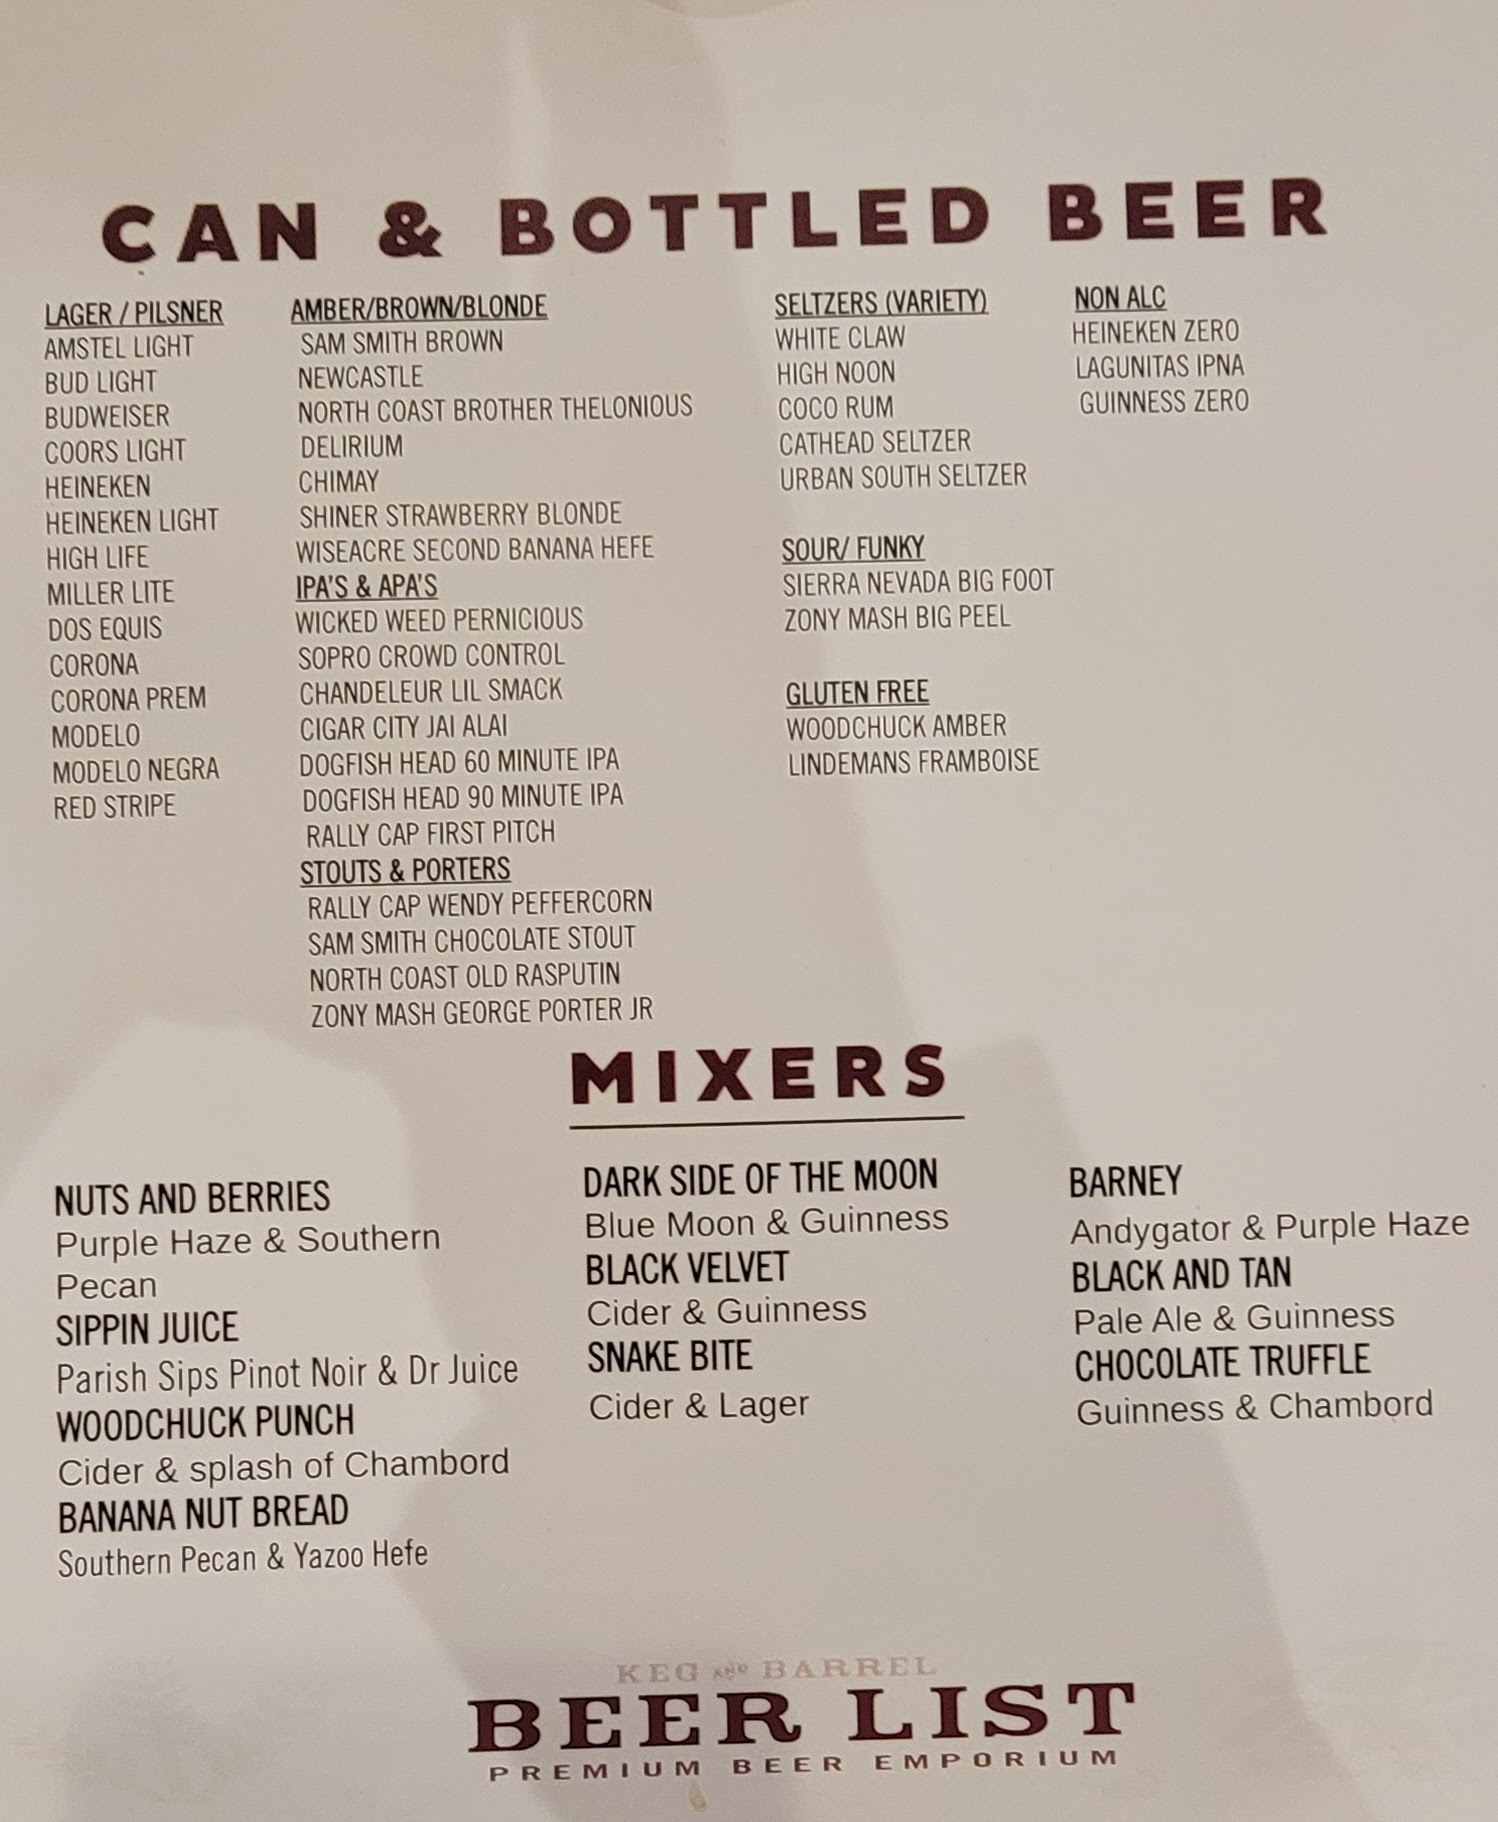 CAN & BOTTLED BEER
LAGER / PILSNER
AMSTEL LIGHT
BUD LIGHT
BUDWEISER
COORS LIGHT
HEINEKEN
HEINEKEN LIGHT
HIGH LIFE
MILLER LITE
DOS EQUIS
CORONA
CORONA PREM
MODELO
MODELO NEGRA
RED STRIPE
AMBER/BROWN/BLONDE
SAM SMITH BROWN
NEWCASTLE
NORTH COAST BROTHER THELONIOUS
DELIRIUM
CHIMAY
SHINER STRAWBERRY BLONDE
WISEACRE SECOND BANANA HEFE
IPA'S & APA'S
WICKED WEED PERNICIOUS
SOPRO CROWD CONTROL
CHANDELEUR LIL SMACK
CIGAR CITY JAI ALAI
DOGFISH HEAD 60 MINUTE IPA
DOGFISH HEAD 90 MINUTE IPA
RALLY CAP FIRST PITCH
STOUTS & PORTERS
RALLY CAP WENDY PEFFERCORN
SAM SMITH CHOCOLATE STOUT
NORTH COAST OLD RASPUTIN
ZONY MASH GEORGE PORTER JR
SELTZERS (VARIETY)
WHITE CLAW
HIGH NOON
COCO RUM
CATHEAD SELTZER
URBAN SOUTH SELTZER
SOUR/ FUNKY
SIERRA NEVADA BIG FOOT
ZONY MASH BIG PEEL
GLUTEN FREE
WOODCHUCK AMBER
LINDEMANS FRAMBOISE
NON ALC
HEINEKEN ZERO
LAGUNITAS IPNA
GUINNESS ZERO
MIXERS
NUTS AND BERRIES
Purple Haze & Southern
Pecan
SIPPIN JUICE
Parish Sips Pinot Noir & Dr Juice
WOODCHUCK PUNCH
Cider & splash of Chambord
BANANA NUT BREAD
Southern Pecan & Yazoo Hefe
DARK SIDE OF THE MOON
Blue Moon & Guinness
BLACK VELVET
Cider & Guinness
SNAKE BITE
Cider & Lager
BARNEY
Andygator & Purple Haze
BLACK AND TAN
Pale Ale & Guinness
CHOCOLATE TRUFFLE
Guinness & Chambord
KEG AND BARREL
BEER LIST
PREMIUM BEER EMPORIUM